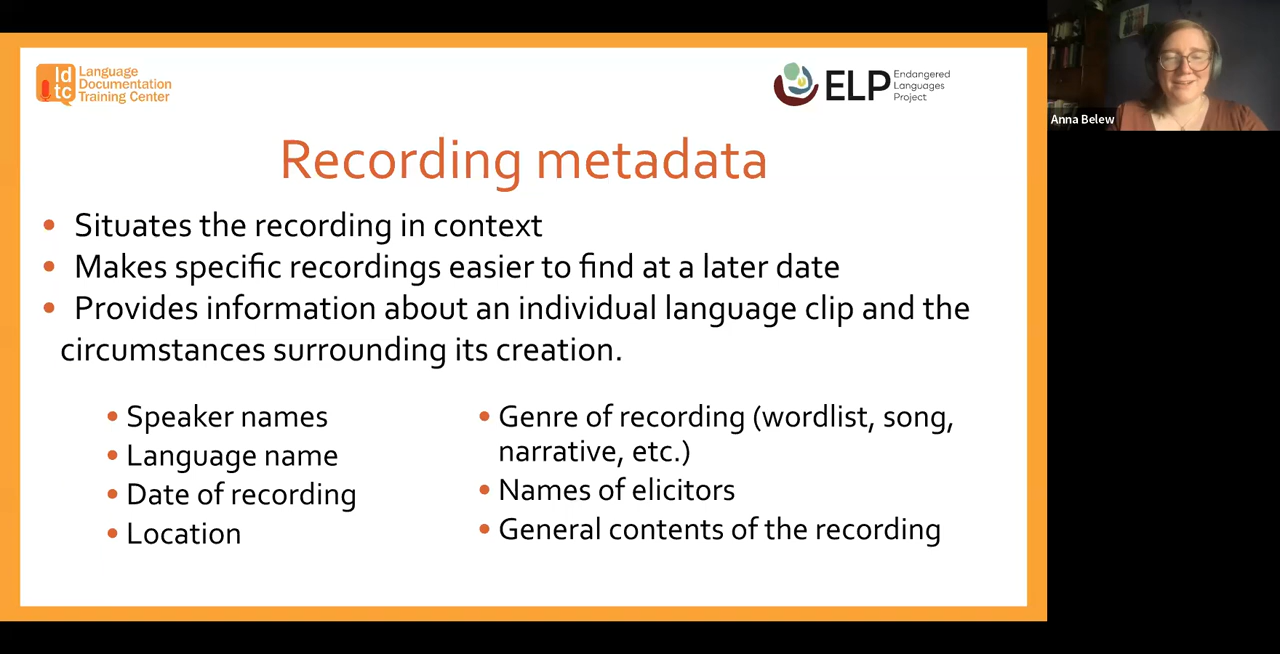 Language
Documentation
Training Center
ld
tc
ELP
Endangered
Languages
Project
Anna Belew
Recording metadata
• Situates the recording in context
• Makes specific recordings easier to find at a later date
• Provides information about an individual language clip and the
circumstances surrounding its creation.
• Speaker names
• Language name
• Date of recording
• Location
• Genre of recording (wordlist, song,
narrative, etc.)
• Names of elicitors
• General contents of the recording